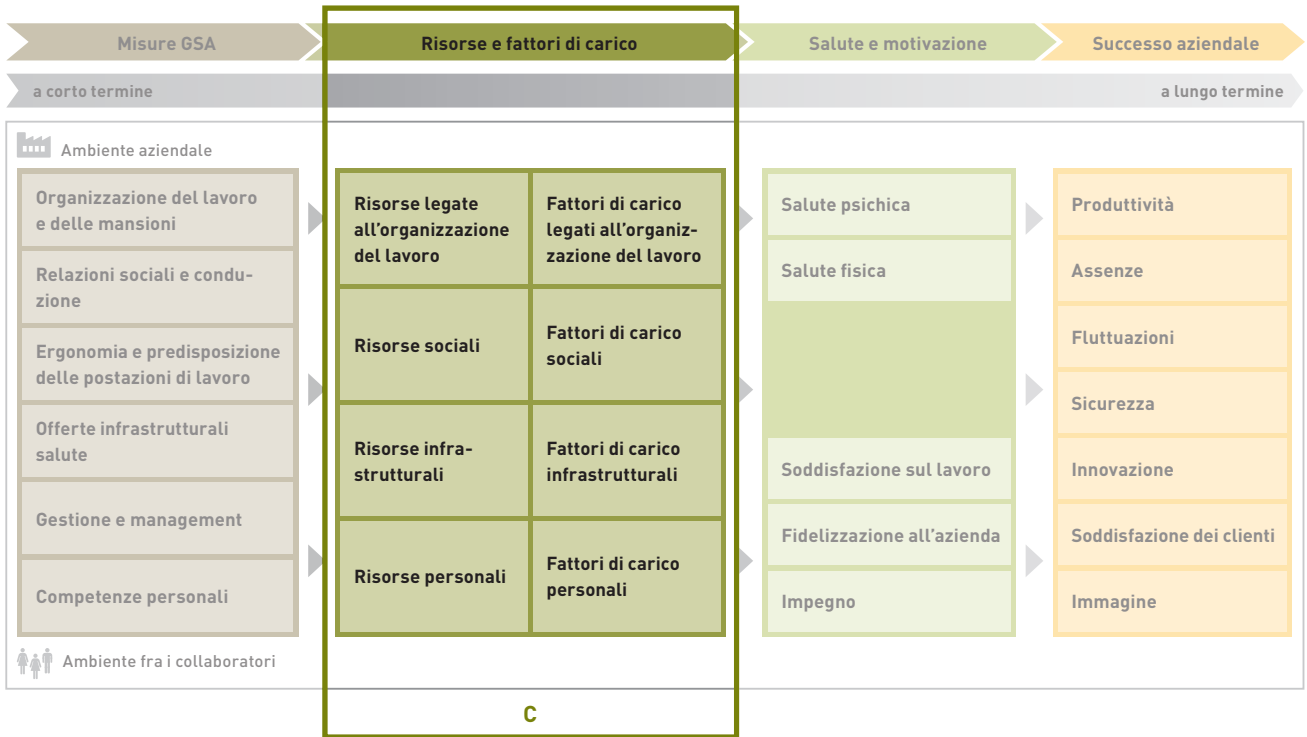 Misure GSA
Risorse e fattori di carico
Salute e motivazione
Successo aziendale
a corto termine
a lungo termine
Ambiente aziendale
Organizzazione del lavoro
e delle mansioni
Relazioni sociali e condu-
zione
Ergonomia e predisposizione
delle postazioni di lavoro
Offerte infrastrutturali
salute
Gestione e management
Competenze personali
Risorse legate
all’organizzazione
del lavoro
Fattori di carico
legati all’organiz-
zazione del lavoro
Risorse sociali
Fattori di carico
sociali
Risorse infra-
strutturali
Fattori di carico
infrastrutturali
Risorse personali
Fattori di carico
personali
Salute psichica
Salute fisica
Soddisfazione sul lavoro
Fidelizzazione all’azienda
Impegno
Produttività
Assenze
Fluttuazioni
Sicurezza
Innovazione
Soddisfazione dei clienti
Immagine
Ambiente fra i collaboratori
C